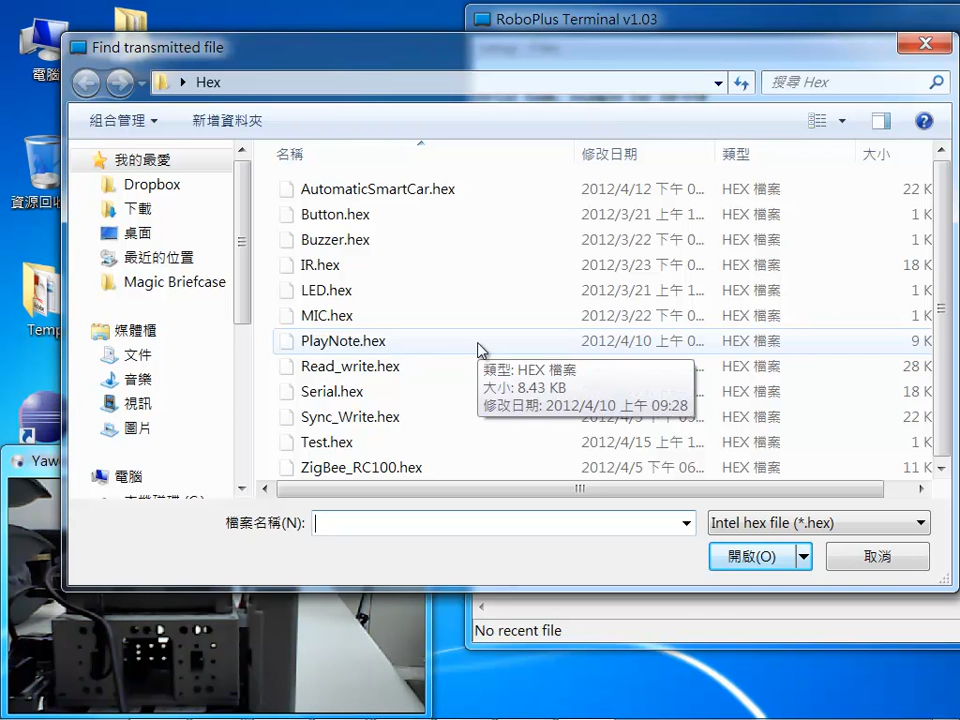 RoboPlus Terminal v1.03
Find transmitted file
電腦
Hex
搜尋 Hex
組合管理
新增資料夾
名稱
修改日期
類型
大小
我的最愛
Dropbox
下載
桌面
最近的位置
Magic Briefcase
媒體櫃
文件
音樂
視訊
圖片
電腦
AutomaticSmartCar.hex 2012/4/12 下午 0... HEX 檔案 22 K
Button.hex 2012/3/21 上午 1... HEX 檔案 1 K
Buzzer.hex 2012/3/22 下午 0... HEX 檔案 1 K
IR.hex 2012/3/23 下午 0... HEX 檔案 18 K
LED.hex 2012/3/21 上午 1... HEX 檔案 1 K
MIC.hex 2012/3/22 下午 0... HEX 檔案 1 K
PlayNote.hex 2012/4/10 上午 0... HEX 檔案 9 K
Read_write.hex HEX 檔案 28 K
Serial.hex HEX 檔案 18 K
Sync_Write.hex 2012/4/5 下午 0... HEX 檔案 22 K
Test.hex 2012/4/15 上午 1... HEX 檔案 1 K
ZigBee_RC100.hex 2012/4/5 下午 06... HEX 檔案 11 K
類型: HEX 檔案
大小: 8.43 KB
修改日期: 2012/4/10 上午 09:28
資源回收
Temp
Yaw
檔案名稱(N):
Intel hex file (*.hex)
開啟(O)
取消
No recent file